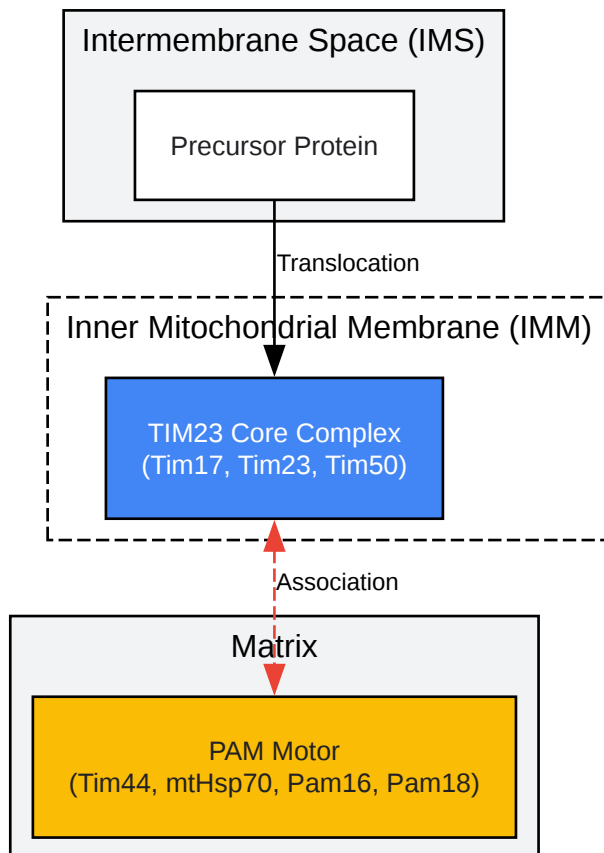 Intermembrane Space (IMS)
Precursor Protein
Translocation
Inner Mitochondrial Membrane (IMM)
TIM23 Core Complex
(Tim17, Tim23, Tim50)
Association
Matrix
PAM Motor
(Tim44, mtHsp70, Pam16, Pam18)